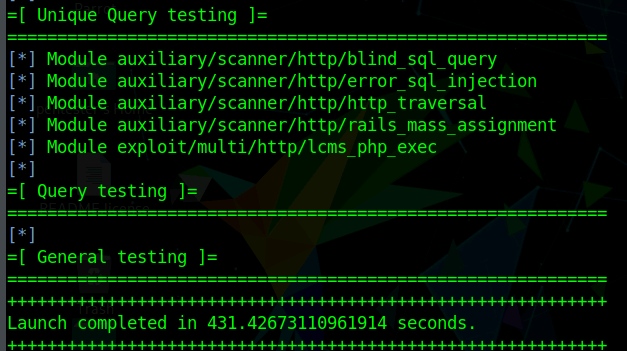 =[ Unique Query testing ]=
============================================================
[*] Module auxiliary/scanner/http/blind_sql_query
[*] Module auxiliary/scanner/http/error_sql_injection
[*] Module auxiliary/scanner/http/http_traversal
[*] Module auxiliary/scanner/http/rails_mass_assignment
[*] Module exploit/multi/http/lcms_php_exec
[*]
=[ Query testing ]=
============================================================
[*]
=[ General testing ]=
============================================================
++++++++++++++++++++++++++++++++++++++++++++++++++++++++++++
Launch completed in 431.42673110961914 seconds.
++++++++++++++++++++++++++++++++++++++++++++++++++++++++++++